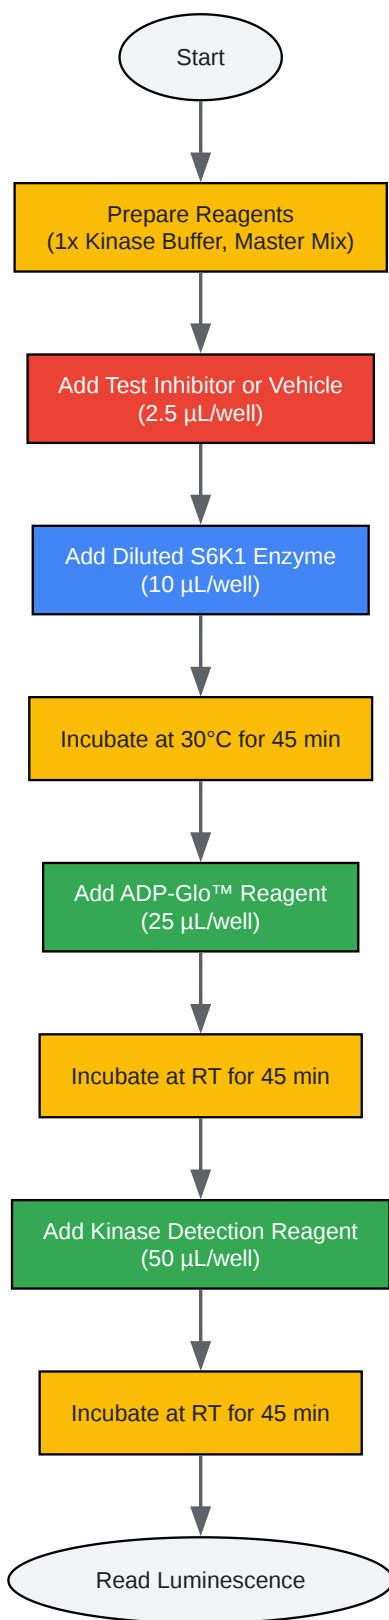 Start
Prepare Reagents
(1x Kinase Buffer, Master Mix)
Add Test Inhibitor or Vehicle
(2.5 µL/well)
Add Diluted S6K1 Enzyme
(10 µL/well)
Incubate at 30°C for 45 min
Add ADP-Glo™ Reagent
(25 µL/well)
Incubate at RT for 45 min
Add Kinase Detection Reagent
(50 µL/well)
Incubate at RT for 45 min
Read Luminescence